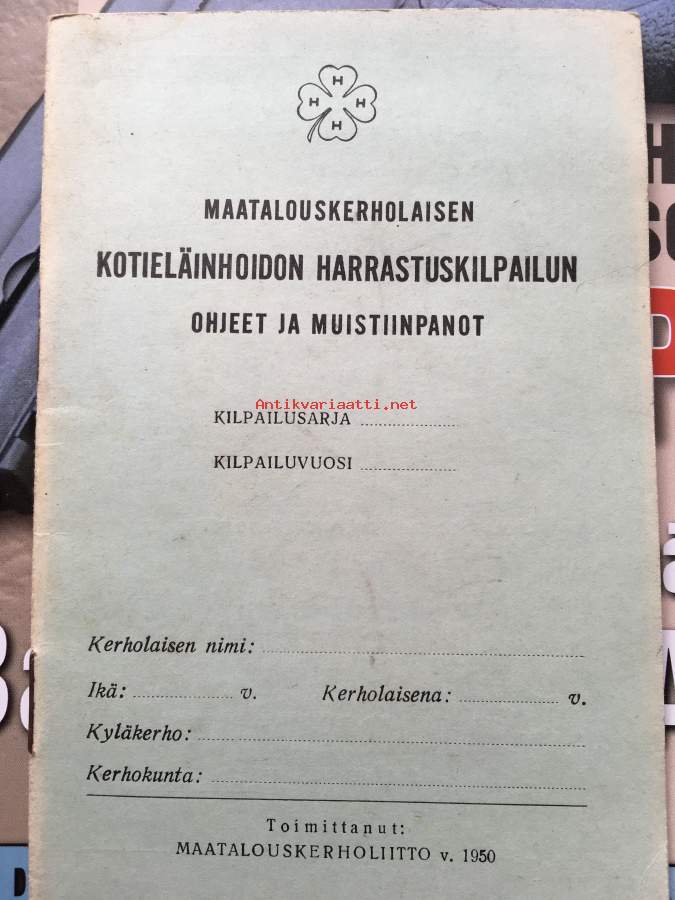 H
H H
H
MAATALOUSKERHOLAISEN
KOTIELÄINHOIDON HARRASTUSKILPAILUN
OHJEET JA MUISTIINPANOT
Antikvariaatti.net
KILPAILUSARJA
KILPAILUVUOSI
Kerholaisen nimi:
Ikä: v. Kerholaisena: v.
Kyläkerho:
Kerhokunta:
Toimittanut:
MAATALOUSKERHOLIITTO v. 1950